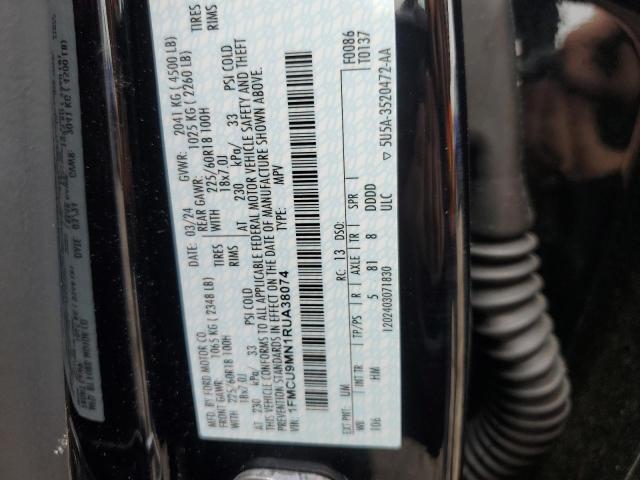 MFD. BY FORD MOTOR CO. DATE: 03/24 GVWR: 2041 KG ( 4500 LB)
FRONT GAWR: 1065 KG ( 2348 LB) REAR GAWR: 1025 KG ( 2260 LB)
225/60R18 100H TIRES WITH 225/60R18 100H TIRES
18x7.0J RIMS 18x7.0J RIMS
AT 230 kPa/ 33 PSI COLD AT 230 kPa/ 33 PSI COLD
THIS VEHICLE CONFORMS TO ALL APPLICABLE FEDERAL MOTOR VEHICLE SAFETY AND THEFT
PREVENTION STANDARDS IN EFFECT ON THE DATE OF MANUFACTURE SHOWN ABOVE.
VIN: 1FMCU9MN1RUA38074 TYPE: MPV
F0086
T0137
EXT PNT: UM RC: 13 DSO:
WB TP/PS R AXLE TR SPR
106 HM 5 81 8 DDDD
1202403071830 ULC ▽ 5U5A-3520472-AA